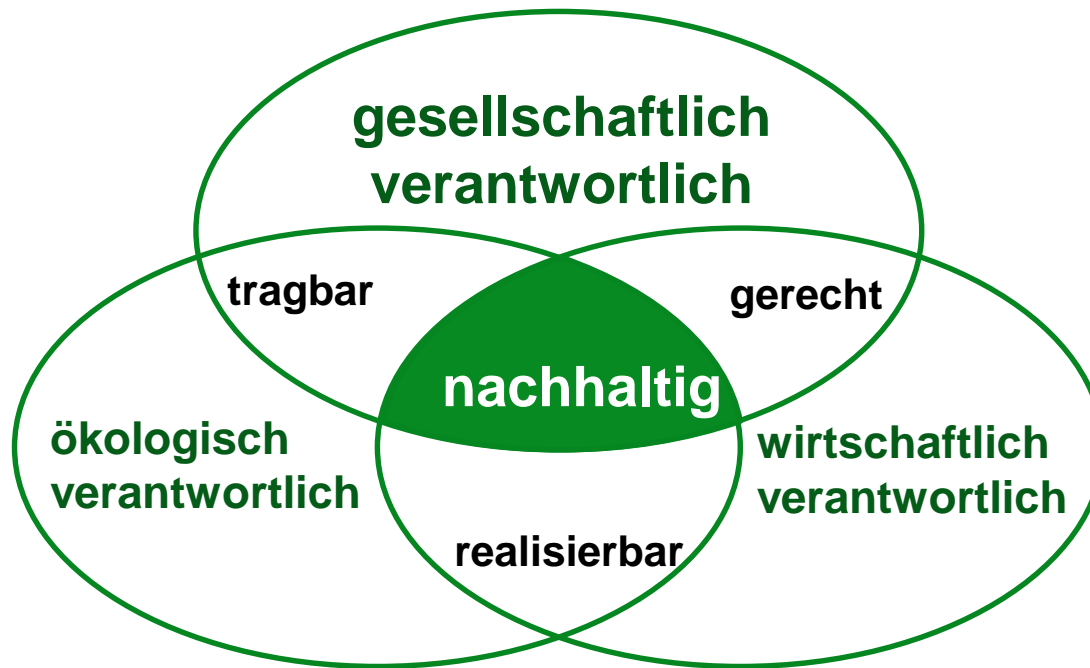 gesellschaftlich
verantwortlich
tragbar
gerecht
nachhaltig
ökologisch
verantwortlich
wirtschaftlich
verantwortlich
realisierbar